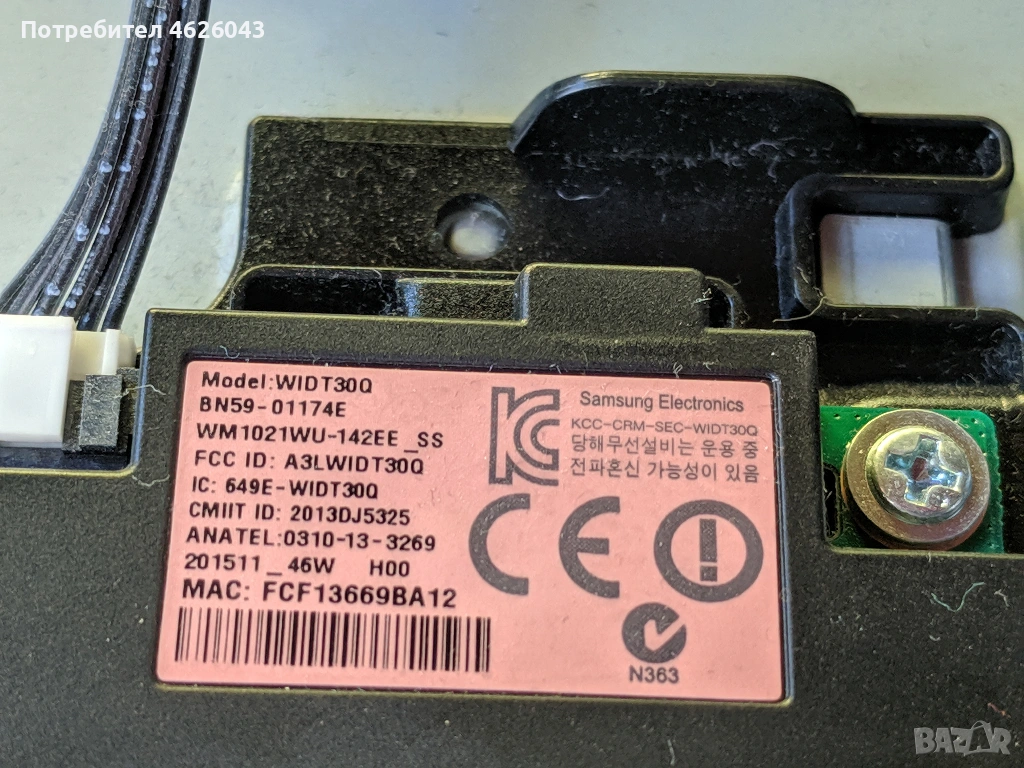 Потребител 4626043
Model:WIDT30Q
BN59-01174E
WM1021WU-142EE_SS
FCC ID: A3LWIDT30Q
IC: 649E-WIDT30Q
CMIIT ID: 2013DJ5325
ANATEL:0310-13-3269
201511_46W H00
MAC: FCF13669BA12
Samsung Electronics
KCC-CRM-SEC-WIDT30Q
당해무선설비는 운용 중
전파혼신 가능성이 있음
CE
N363
BAZAR